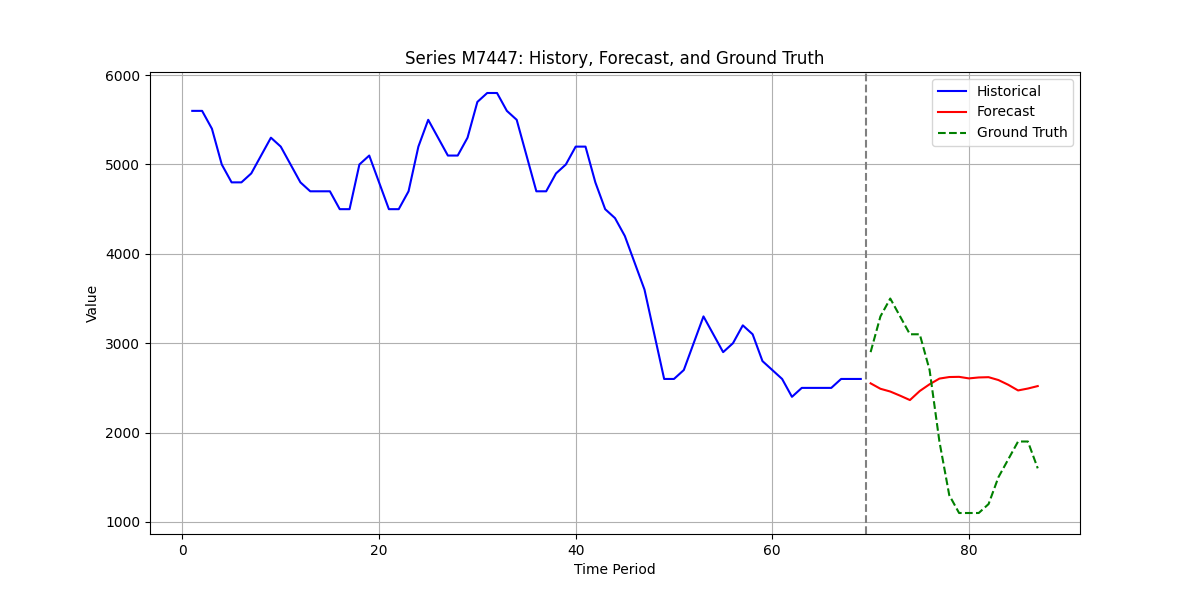 Series M7447: History, Forecast, and Ground Truth
6000
5000
4000
3000
2000
1000
Value
0
20
40
60
80
Time Period
Historical
Forecast
Ground Truth